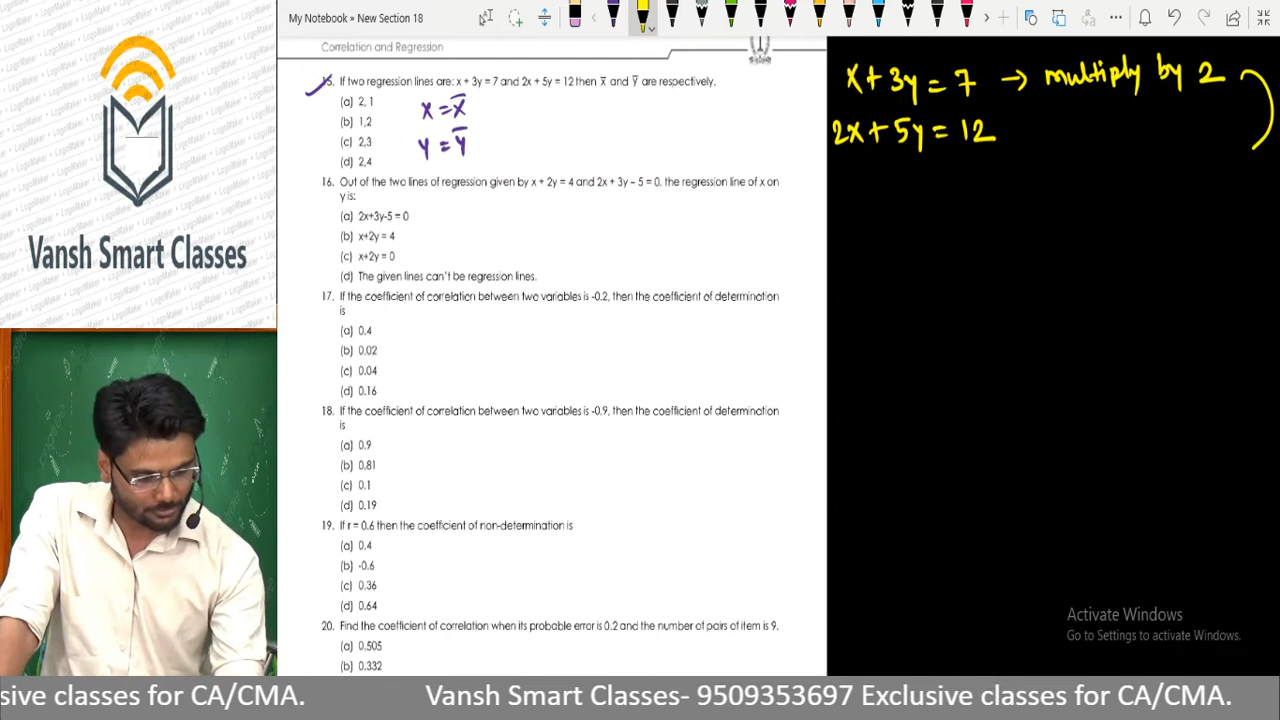 My Notebook > New Section 18
Correlation and Regression
15. If two regression lines are: x + 3y = 7 and 2x + 5y = 12 then x̅ and y̅ are respectively.
(a) 2, 1
(b) 1,2
(c) 2,3
(d) 2,4
x = x̅
y = y̅
16. Out of the two lines of regression given by x + 2y = 4 and 2x + 3y – 5 = 0, the regression line of x on
y is:
(a) 2x+3y-5 = 0
(b) x+2y = 4
(c) x+2y = 0
(d) The given lines can't be regression lines.
17. If the coefficient of correlation between two variables is -0.2, then the coefficient of determination
is
(a) 0.4
(b) 0.02
(c) 0.04
(d) 0.16
18. If the coefficient of correlation between two variables is -0.9, then the coefficient of determination
is
(a) 0.9
(b) 0.81
(c) 0.1
(d) 0.19
19. If r = 0.6 then the coefficient of non-determination is
(a) 0.4
(b) -0.6
(c) 0.36
(d) 0.64
20. Find the coefficient of correlation when its probable error is 0.2 and the number of pairs of item is 9.
(a) 0.505
(b) 0.332
x + 3y = 7 → multiply by 2
2x + 5y = 12
Vansh Smart Classes
Activate Windows
Go to Settings to activate Windows.
sive classes for CA/CMA. Vansh Smart Classes- 9509353697 Exclusive classes for CA/CMA.